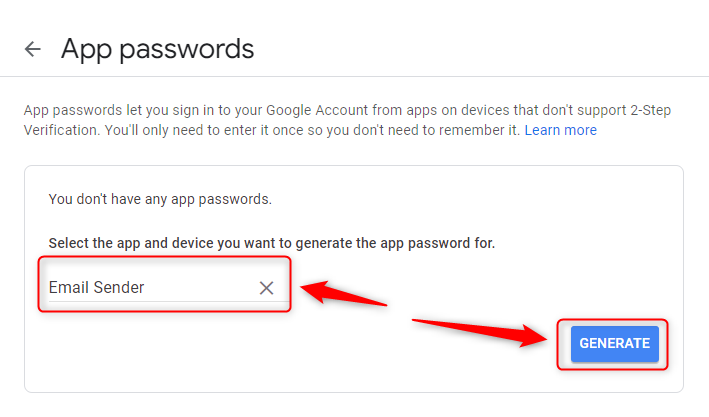 App passwords
App passwords let you sign in to your Google Account from apps on devices that don't support 2-Step
Verification. You'll only need to enter it once so you don't need to remember it. Learn more
You don't have any app passwords.
Select the app and device you want to generate the app password for.
Email Sender
GENERATE